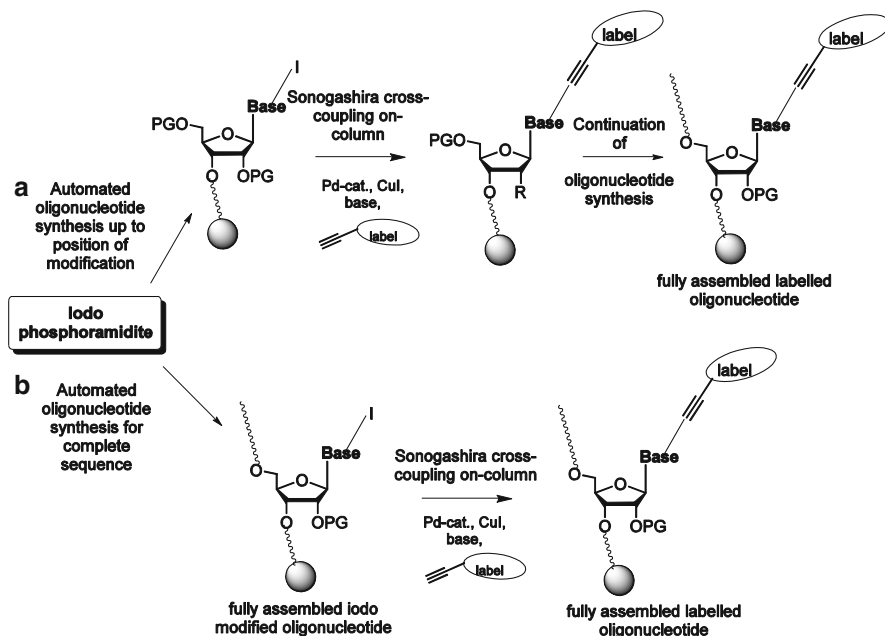 label
label
I
Base
Sonogashira cross-
coupling on-
column
PGO
O
O
OPG
Pd-cat., CuI,
base,
label
Base
PGO
O
O
R
Continuation
of
oligonucleotide
synthesis
Base
O
O
O
OPG
a
Automated
oligonucleotide
synthesis up to
position of
modification
fully assembled labelled
oligonucleotide
Iodo
phosphoramidite
b
Automated
oligonucleotide
synthesis for
complete
sequence
I
Base
O
O
O
OPG
fully assembled iodo
modified oligonucleotide
Sonogashira cross-
coupling on-column
Pd-cat., CuI,
base,
label
label
Base
O
O
O
OPG
fully assembled labelled
oligonucleotide